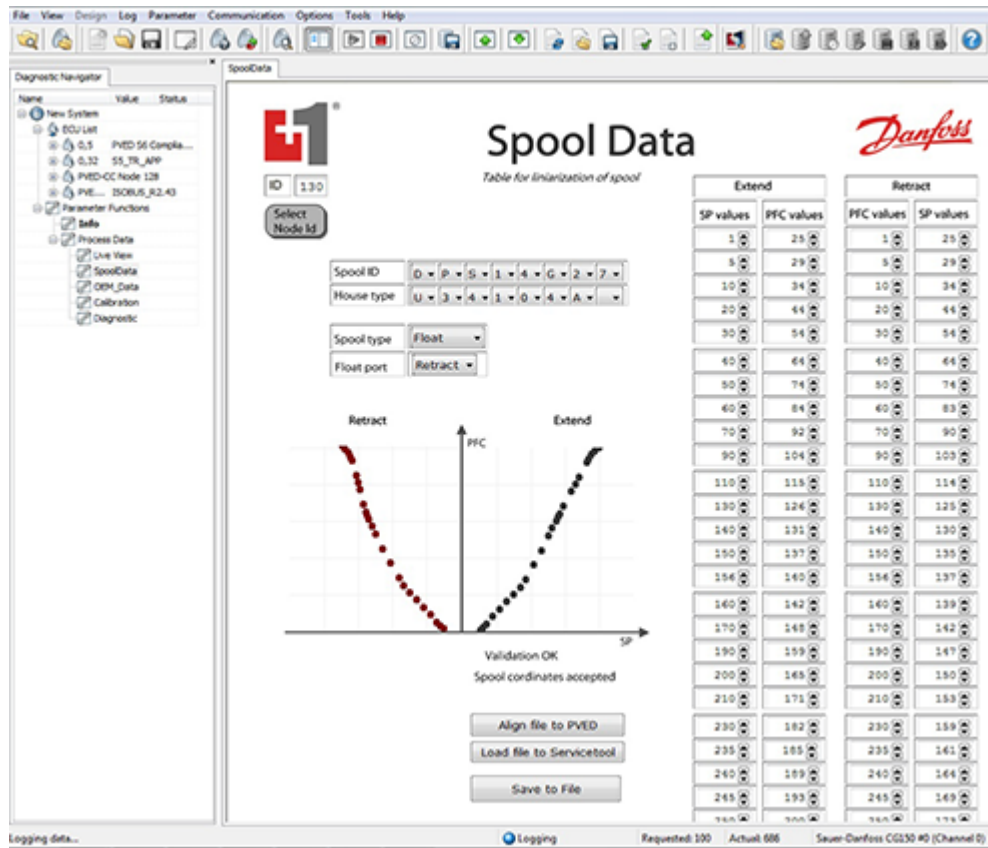 File View Design Log Parameter Communication Options Tools Help
SpoolData
Diagnostic Navigator
Name Value Status
New System
ECU List
0,5 PVED S6 Complia...
0,32 S5_TR_APP
PVED-CC Node 128
PVE... ISOBUS_R2.43
Parameter Functions
Info
Process Data
Live View
SpoolData
OEM_Data
Calibration
Diagnostic
+1 ®
Spool Data
Table for liniarization of spool
Danfoss
ID 130
Select
Node Id
Spool ID D P S 1 4 G 2 7
House type U 3 4 1 0 4 A
Spool type Float
Float port Retract
Retract Extend
PFC
SP
Validation OK
Spool cordinates accepted
Align file to PVED
Load file to Servicetool
Save to File
Extend Retract
SP values PFC values PFC values SP values
1 25 1 25
5 29 5 29
10 34 10 34
20 44 20 44
30 54 30 54
40 64 40 64
50 74 50 74
60 84 60 83
70 92 70 90
90 104 90 103
110 115 110 114
130 126 130 125
140 131 140 130
150 137 150 135
156 140 156 137
160 142 160 139
170 148 170 142
190 159 190 147
200 165 200 150
210 171 210 153
230 182 230 159
235 185 235 161
240 189 240 164
245 193 245 169
Logging data... Logging Requested: 100 Actual: 686 Sauer-Danfoss CG150 #0 (Channel 0)